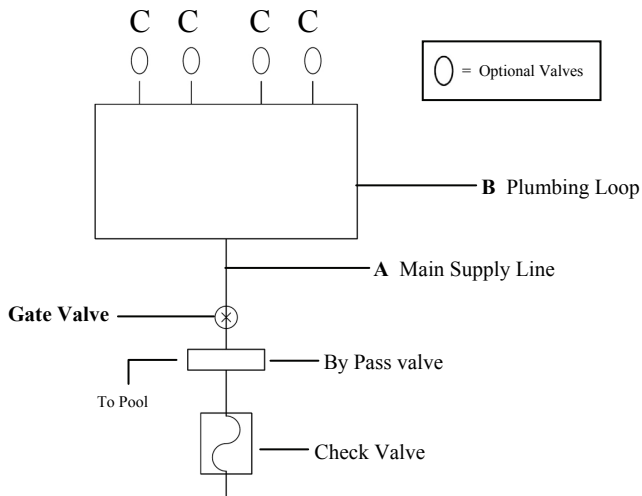 C C C C
= Optional Valves
B Plumbing Loop
A Main Supply Line
Gate Valve
By Pass valve
To Pool
Check Valve